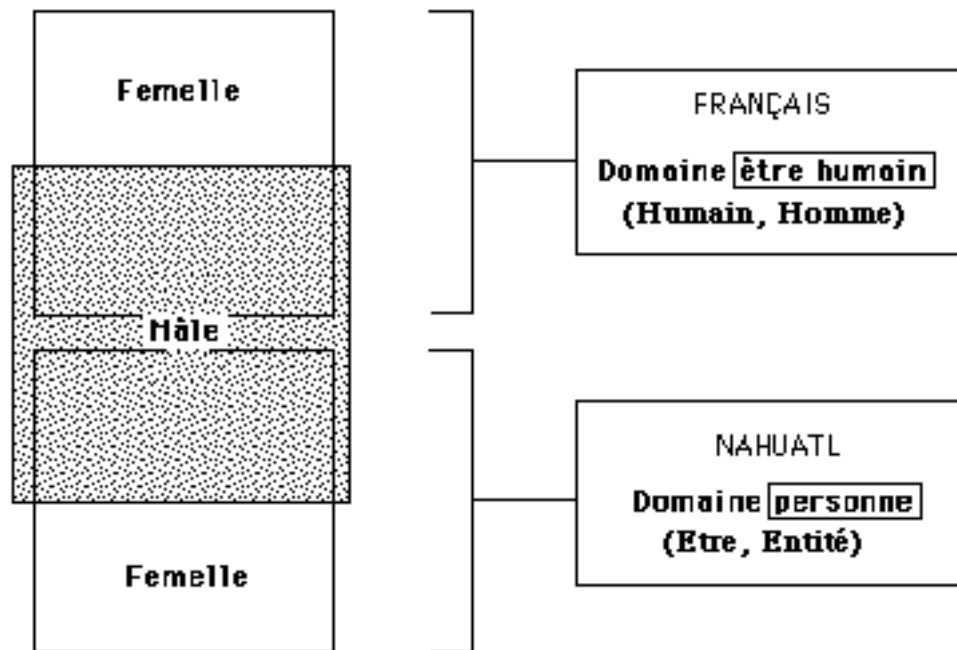 Femelle
Mâle
Femelle
FRANÇAIS
Domaine être humain
(Humain, Homme)
NAHUATL
Domaine personne
(Etre, Entité)